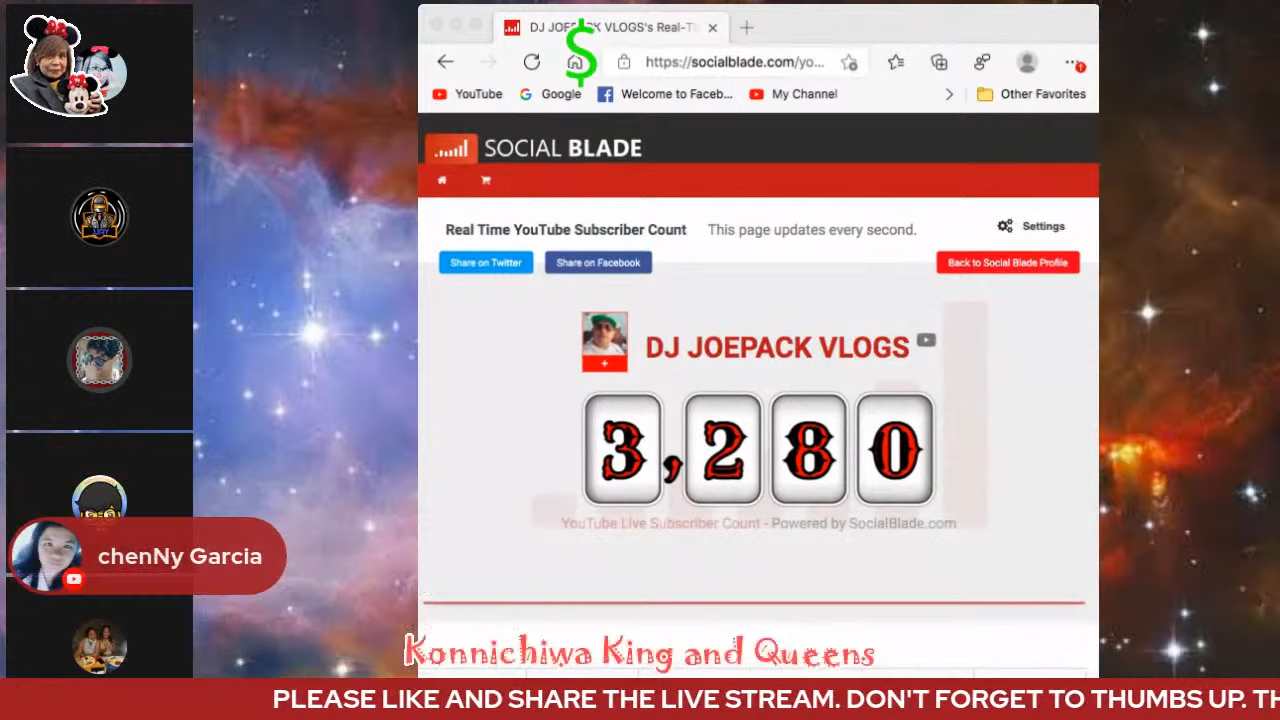 DJ JOEPACK VLOGS's Real-T
https://socialblade.com/yo...
YouTube
Google
Welcome to Faceb...
My Channel
Other Favorites
SOCIAL BLADE
Real Time YouTube Subscriber Count
This page updates every second.
Settings
Share on Twitter
Share on Facebook
Back to Social Blade Profile
DJ JOEPACK VLOGS
3,280
YouTube Live Subscriber Count - Powered by SocialBlade.com
chenNy Garcia
Konnichiwa King and Queens
PLEASE LIKE AND SHARE THE LIVE STREAM. DON'T FORGET TO THUMBS UP. TH